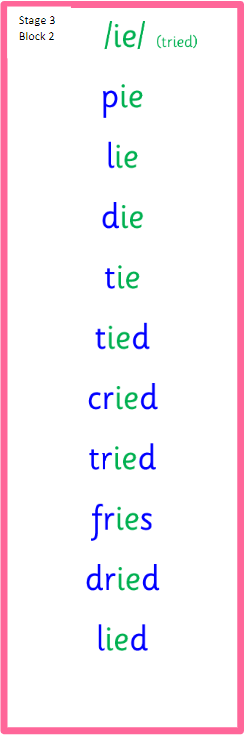 Stage 3
Block 2
/ie/ (tried)
pie
lie
die
tie
tied
cried
tried
fries
dried
lied